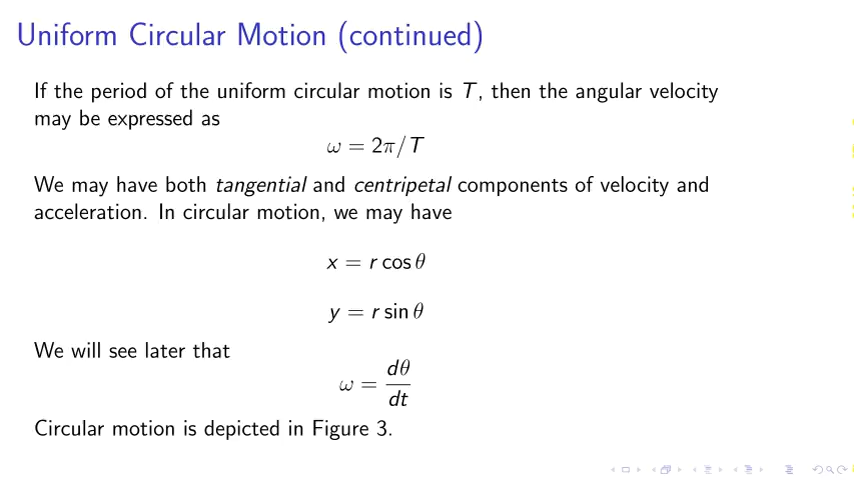 Uniform Circular Motion (continued)
If the period of the uniform circular motion is T, then the angular velocity
may be expressed as
ω = 2π/T
We may have both tangential and centripetal components of velocity and
acceleration. In circular motion, we may have
x = r cos θ
y = r sin θ
We will see later that
ω = dθ/dt
Circular motion is depicted in Figure 3.